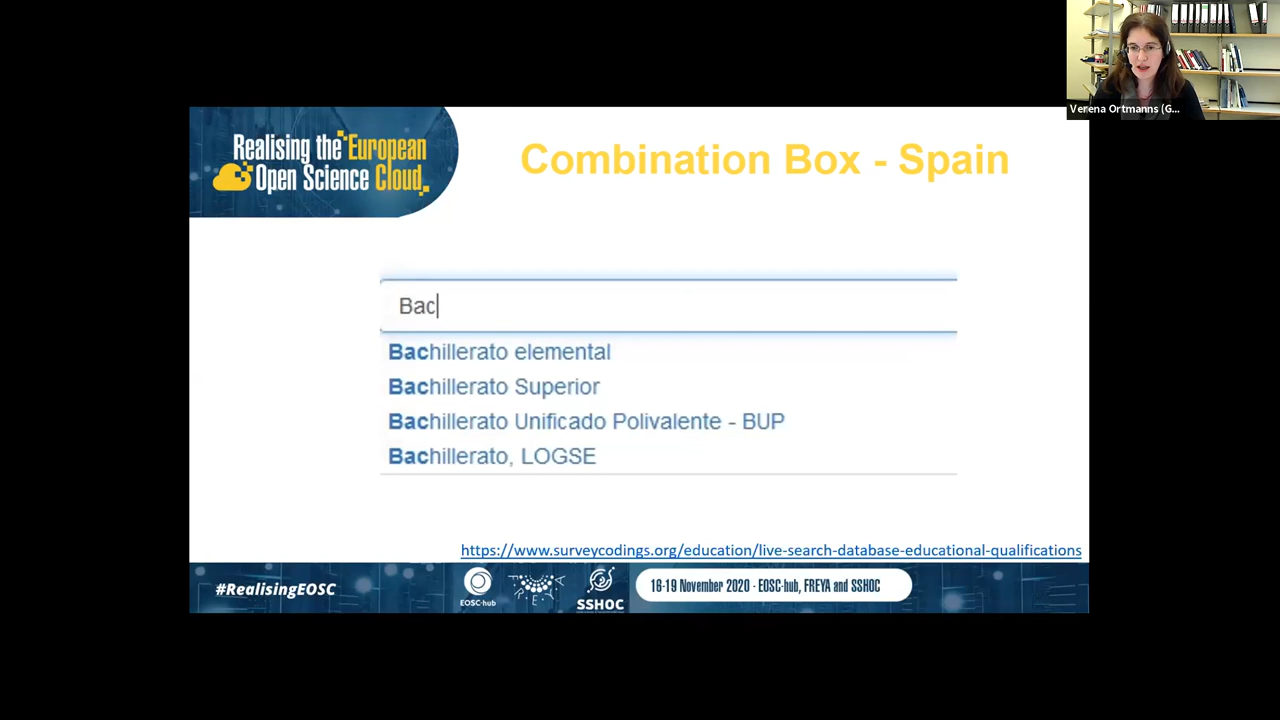 Verena Ortmanns (G...
Realising the European
Open Science Cloud
Combination Box - Spain
Bac
Bachillerato elemental
Bachillerato Superior
Bachillerato Unificado Polivalente - BUP
Bachillerato, LOGSE
https://www.surveycodings.org/education/live-search-database-educational-qualifications
#RealisingEOSC
EOSC-hub
FREYA
SSHOC
16-19 November 2020 - EOSC-hub, FREYA and SSHOC